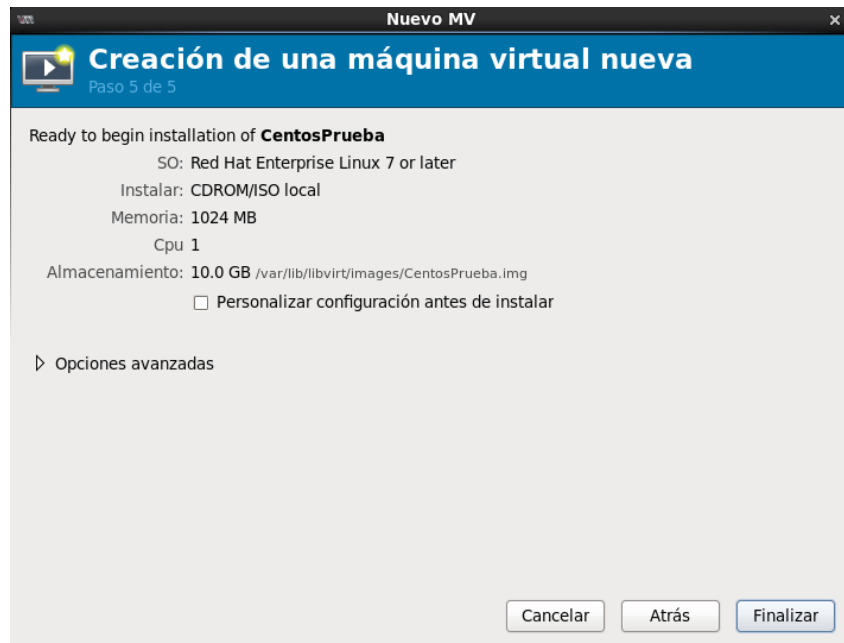 Nuevo MV
Creación de una máquina virtual nueva
Paso 5 de 5
Ready to begin installation of CentosPrueba
SO: Red Hat Enterprise Linux 7 or later
Instalar: CDROM/ISO local
Memoria: 1024 MB
Cpu 1
Almacenamiento: 10.0 GB /var/lib/libvirt/images/CentosPrueba.img
Personalizar configuración antes de instalar
Opciones avanzadas
Cancelar Atrás Finalizar